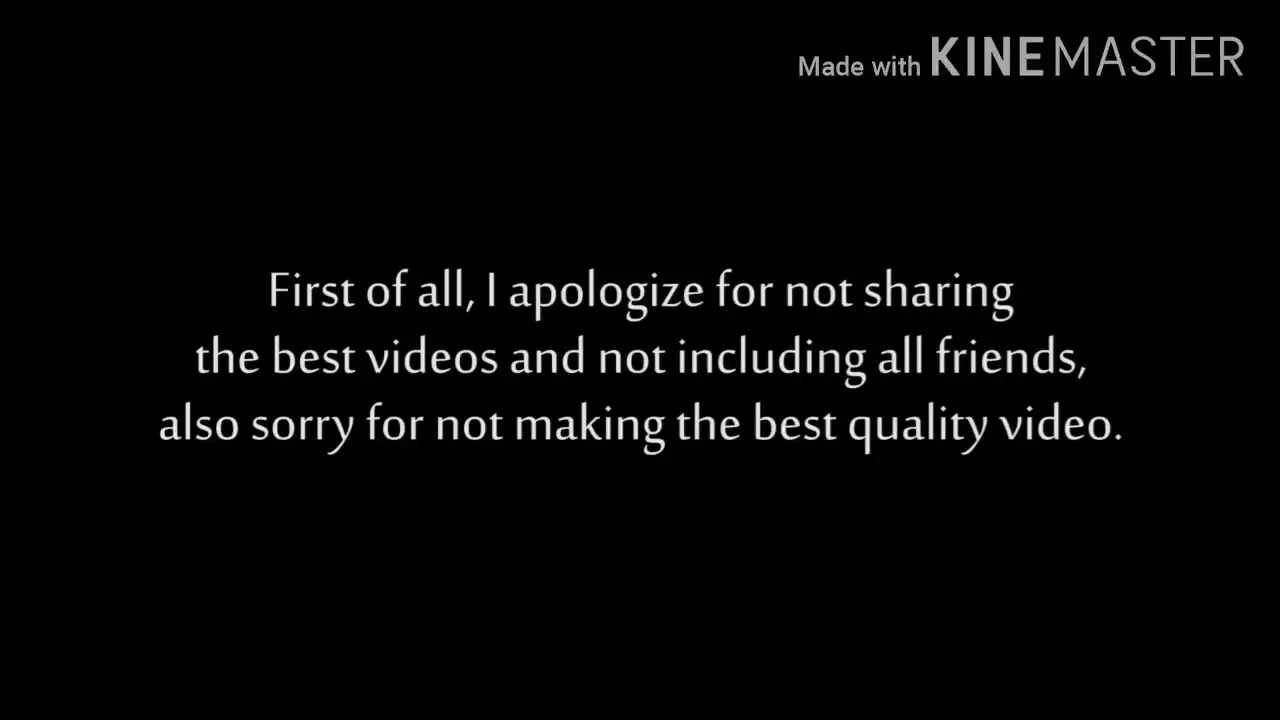 Made with KINEMASTER
First of all, I apologize for not sharing
the best videos and not including all friends,
also sorry for not making the best quality video.